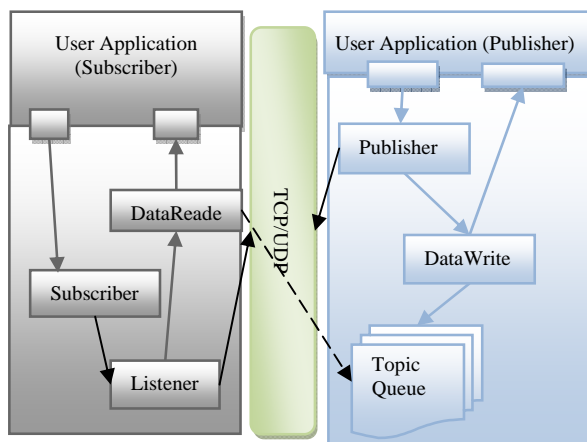 User Application
(Subscriber)
User Application (Publisher)
Publisher
TCP/UDP
DataReade
DataWrite
Subscriber
Listener
Topic
Queue